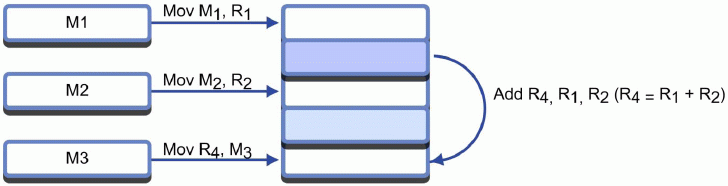 M1
Mov M1, R1
M2
Mov M2, R2
Add R4, R1, R2 (R4 = R1 + R2)
M3
Mov R4, M3